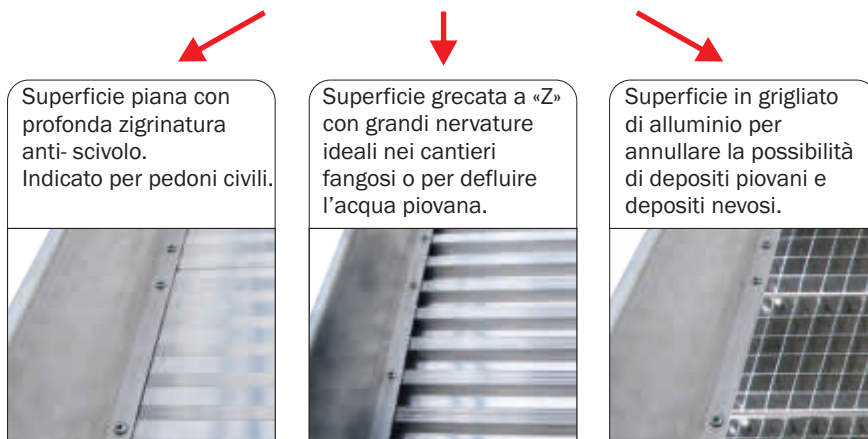 Superficie piana con
profonda zigrinatura
anti- scivolo.
Indicato per pedoni civili.
Superficie grecata a «Z»
con grandi nervature
ideali nei cantieri
fangosi o per defluire
l’acqua piovana.
Superficie in grigliato
di alluminio per
annullare la possibilità
di depositi piovani e
depositi nevosi.